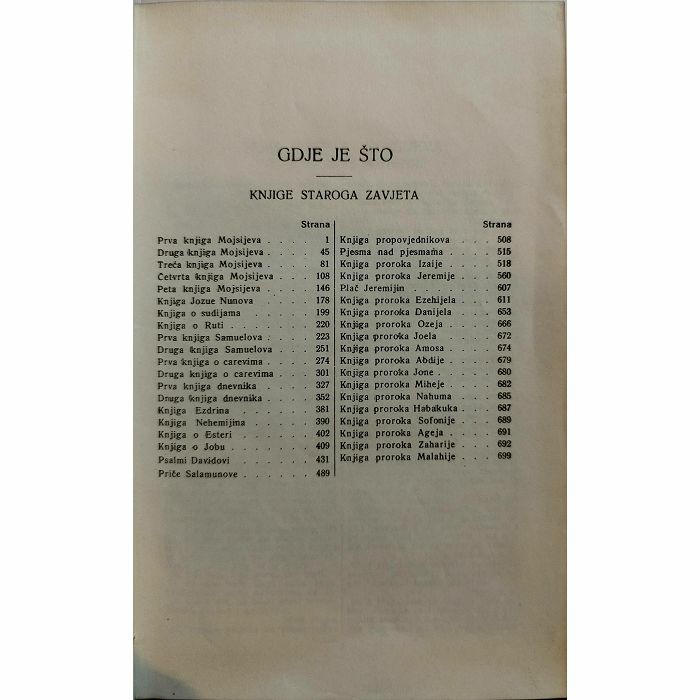 GDJE JE ŠTO
KNJIGE STAROGA ZAVJETA
Strana
Prva knjiga Mojsijeva . . . . 1
Druga knjiga Mojsijeva . . . 45
Treća knjiga Mojsijeva . . . 81
Četvrta knjiga Mojsijeva . . . 108
Peta knjiga Mojsijeva . . . . 146
Knjiga Jozue Nunova . . . . 178
Knjiga o sudijama . . . . . 199
Knjiga o Ruti . . . . . . 220
Prva knjiga Samuelova . . . . 223
Druga knjiga Samuelova . . . 251
Prva knjiga o carevima . . . . 274
Druga knjiga o carevima . . . 301
Prva knjiga dnevnika . . . . 327
Druga knjiga dnevnika . . . . 352
Knjiga Ezdrina . . . . . . 381
Knjiga Nehemijina . . . . . 390
Knjiga o Esteri . . . . . . 402
Knjiga o Jobu . . . . . . . 409
Psalmi Davidovi . . . . . . 431
Priče Salamunove . . . . . . 489
Strana
Knjiga propovjednikova . . . 508
Pjesma nad pjesmama . . . . 515
Knjiga proroka Izaije . . . . 518
Knjiga proroka Jeremije . . . 560
Plač Jeremijin . . . . . . 607
Knjiga proroka Ezehijela . . . 611
Knjiga proroka Danijela . . . 653
Knjiga proroka Ozeja . . . . 666
Knjiga proroka Joela . . . . 672
Knjiga proroka Amosa . . . . 674
Knjiga proroka Abdije . . . . 679
Knjiga proroka Jone . . . . . 680
Knjiga proroka Miheje . . . . 682
Knjiga proroka Nahuma . . . 685
Knjiga proroka Habakuka . . . 687
Knjiga proroka Sofonije . . . 689
Knjiga proroka Ageja . . . . 691
Knjiga proroka Zaharije . . . 692
Knjiga proroka Malahije . . . 699